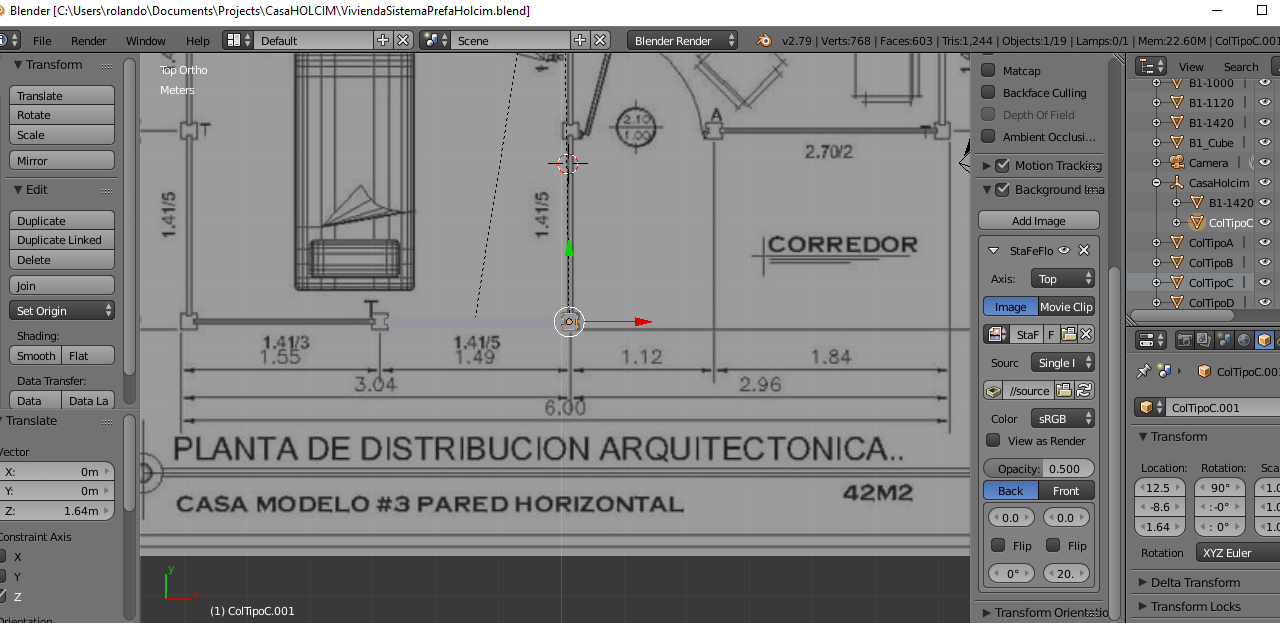 Blender [C:\Users\rolando\Documents\Projects\CasaHOLCIM\ViviendaSistemaPrefaHolcim.blend]
File Render Window Help Default Scene Blender Render v2.79 | Verts:768 | Faces:603 | Tris:1,244 | Objects:1/19 | Lamps:0/1 | Mem:22.60M | ColTipoC.001
Transform
Translate
Rotate
Scale
Mirror
Edit
Duplicate
Duplicate Linked
Delete
Join
Set Origin
Shading:
Smooth Flat
Data Transfer:
Data Data La
Translate
Vector
X: 0m
Y: 0m
Z: 1.64m
Constraint Axis
X
Y
Z
Orientation
Top Ortho
Meters
2.10
1.00
A
T
T
2.70/2
1.41/5
1.41/5
CORREDOR
T
1.41/3
1.41/5
1.55 1.49 1.12 1.84
3.04 2.96
6.00
PLANTA DE DISTRIBUCION ARQUITECTONICA..
42M2
CASA MODELO #3 PARED HORIZONTAL
y
(1) ColTipoC.001
Matcap
Backface Culling
Depth Of Field
Ambient Occlusi...
Motion Tracking
Background Ima
Add Image
StaFeFlo
Axis: Top
Image Movie Clip
StaF F
Sourc Single I
//source
Color sRGB
View as Render
Opacity: 0.500
Back Front
0.0 0.0
Flip Flip
0° 20.
Transform Orientatio
View Search
B1-1000
B1-1120
B1-1420
B1_Cube
Camera
CasaHolcim
B1-1420
ColTipoC
ColTipoA
ColTipoB
ColTipoC
ColTipoD
ColTipoC.00
ColTipoC.001
Transform
Location: Rotation: Sca
12.5 90° 1.0
-8.6 :-0° 1.0
1.64 : 0° 1.0
Rotation XYZ Euler
Delta Transform
Transform Locks